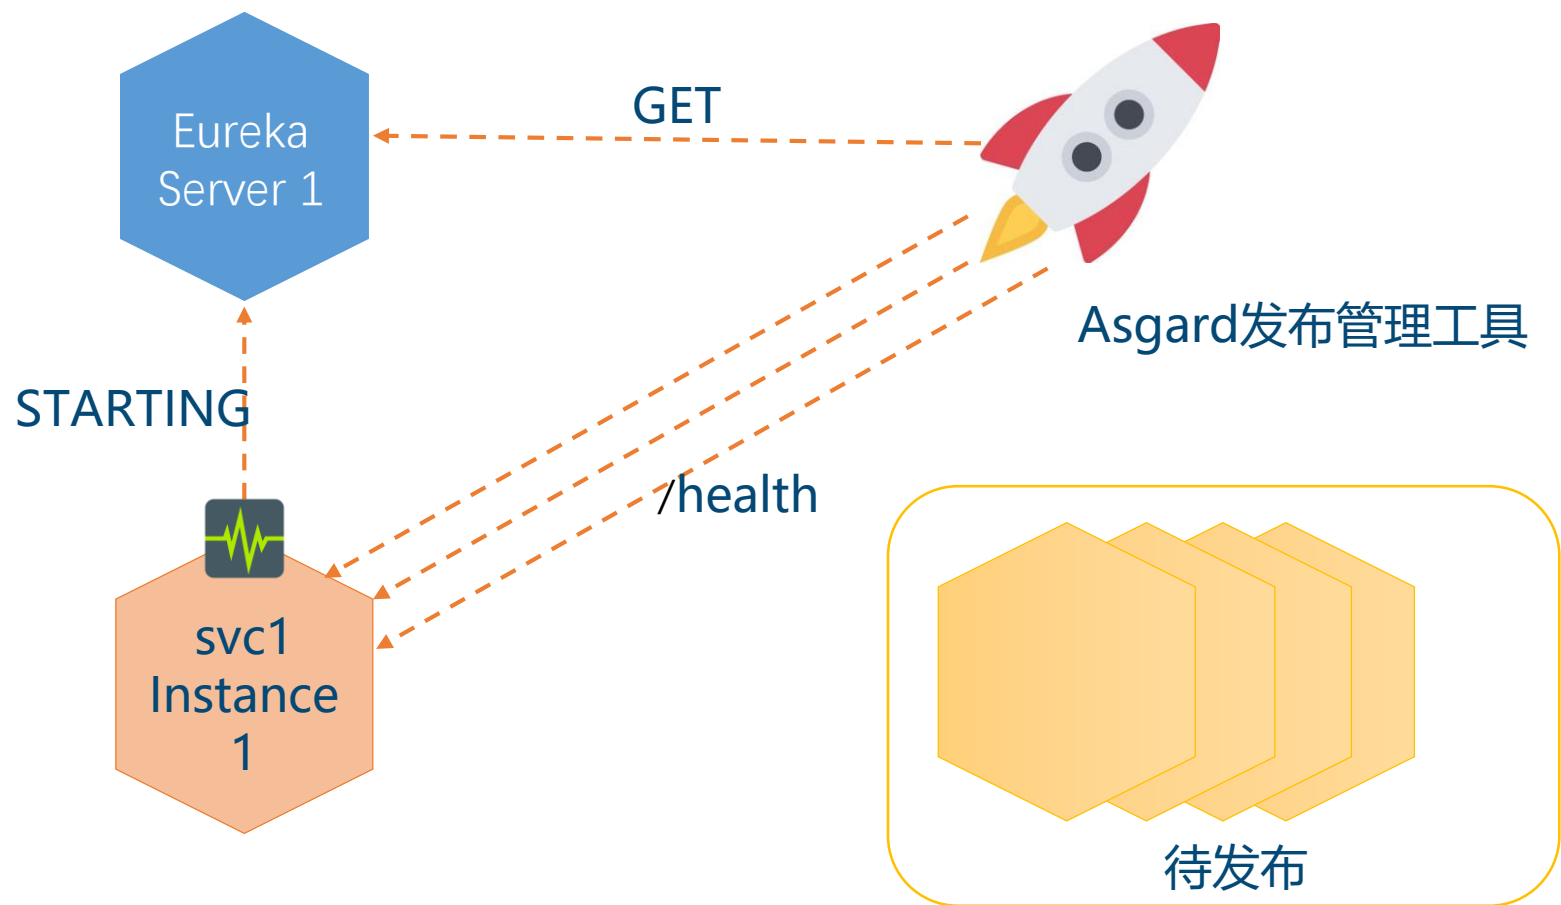 Eureka
Server 1
GET
Asgard发布管理工具
STARTING
/health
svc1
Instance
1
待发布